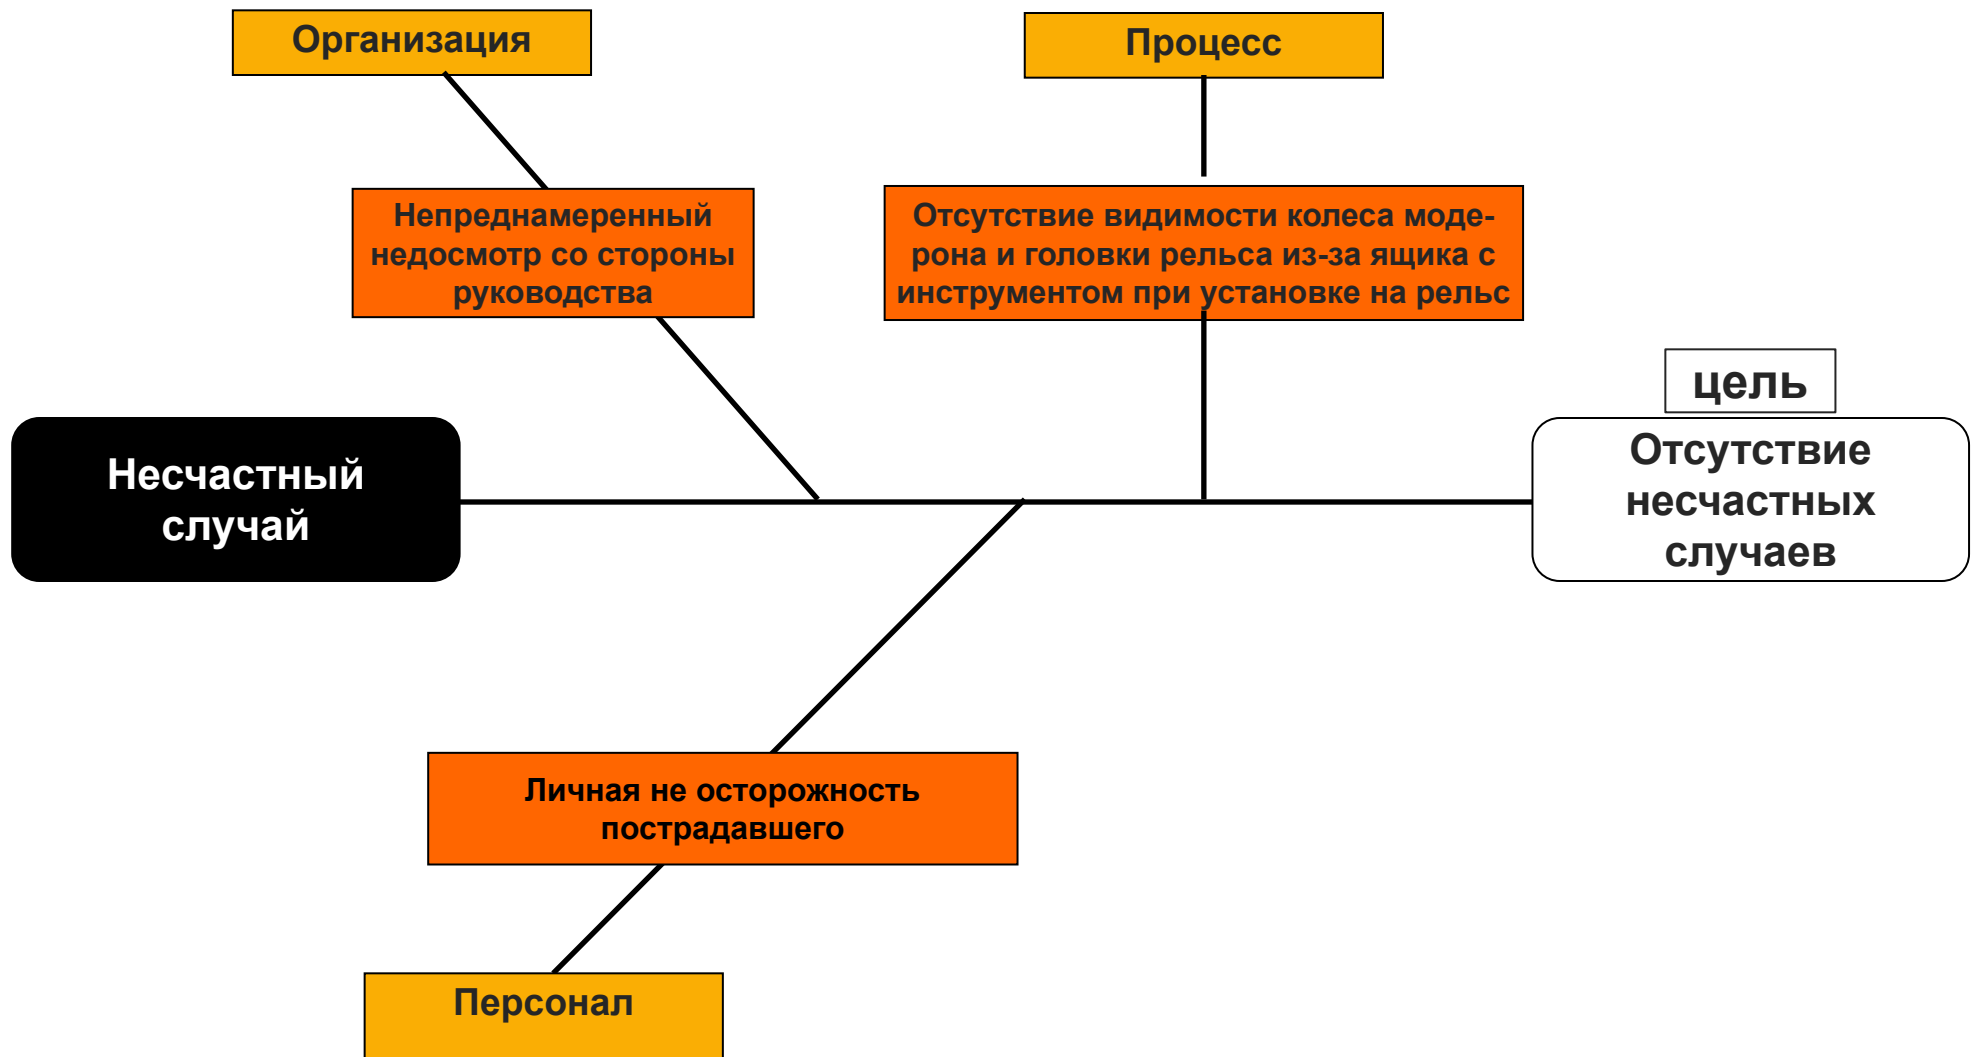 Организация
Процесс
Непреднамеренный
недосмотр со стороны
руководства
Отсутствие видимости колеса моде-
рона и головки рельса из-за ящика с
инструментом при установке на рельс
цель
Несчастный
случай
Отсутствие
несчастных
случаев
Личная не осторожность
пострадавшего
Персонал